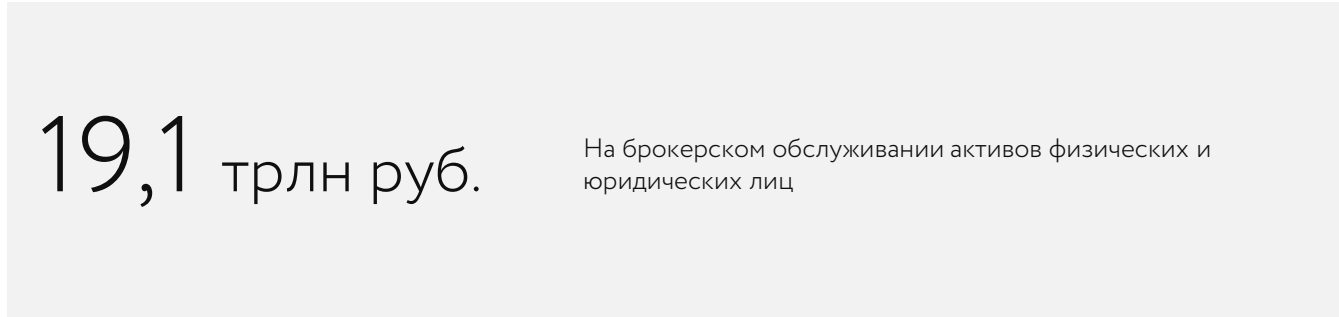 19,1 трлн руб.
На брокерском обслуживании активов физических и
юридических лиц